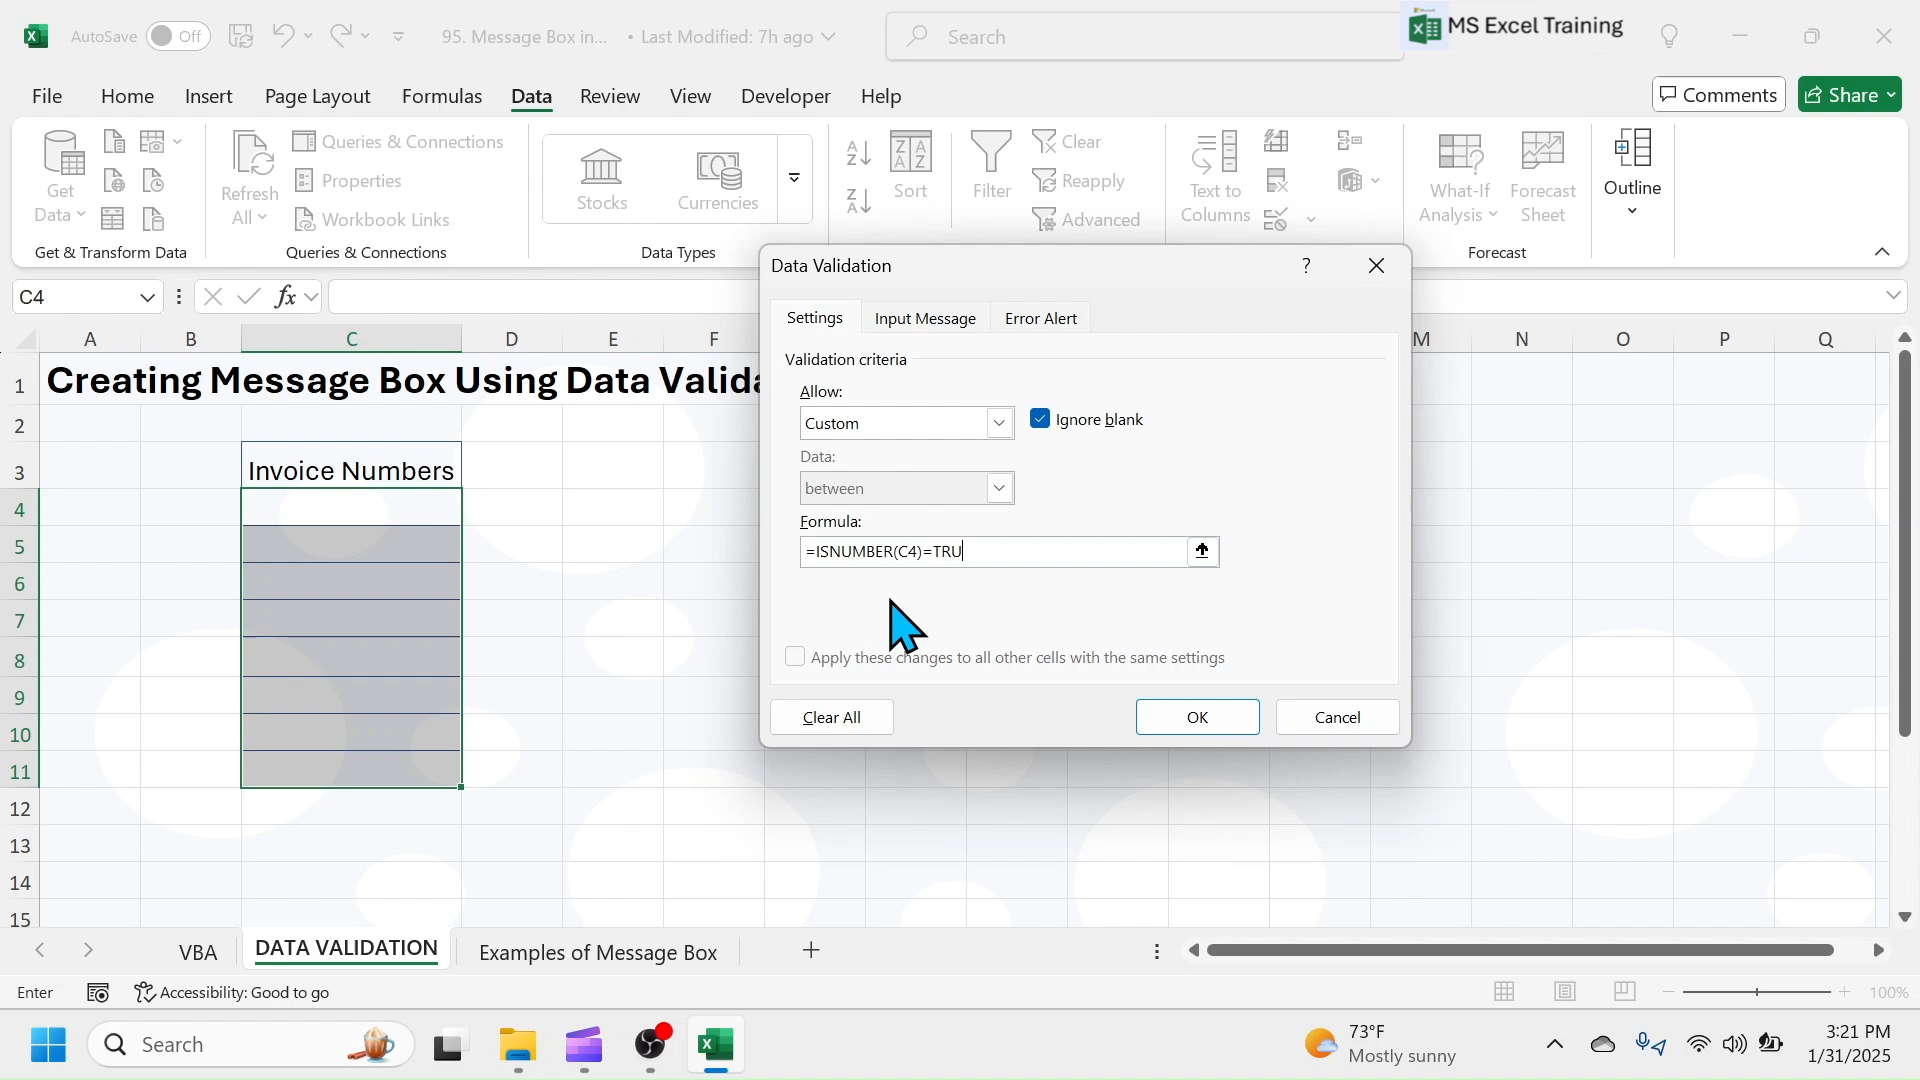 AutoSave Off 95. Message Box in... • Last Modified: 7h ago Search MS Excel Training
File Home Insert Page Layout Formulas Data Review View Developer Help Comments Share
Get Data
Get & Transform Data
Refresh All
Queries & Connections
Properties
Workbook Links
Queries & Connections
Stocks Currencies
Data Types
Sort
Filter
Clear
Reapply
Advanced
Text to Columns
What-If Analysis
Forecast Sheet
Forecast
Outline
C4 fx
Data Validation ?
Settings Input Message Error Alert
Validation criteria
Allow:
Custom Ignore blank
Data:
between
Formula:
=ISNUMBER(C4)=TRU
Apply these changes to all other cells with the same settings
Clear All OK Cancel
A B C D E F M N O P Q
1 Creating Message Box Using Data Valida
2
3 Invoice Numbers
4
5
6
7
8
9
10
11
12
13
14
15
VBA DATA VALIDATION Examples of Message Box
Enter Accessibility: Good to go 100%
Search 73°F 3:21 PM
Mostly sunny 1/31/2025